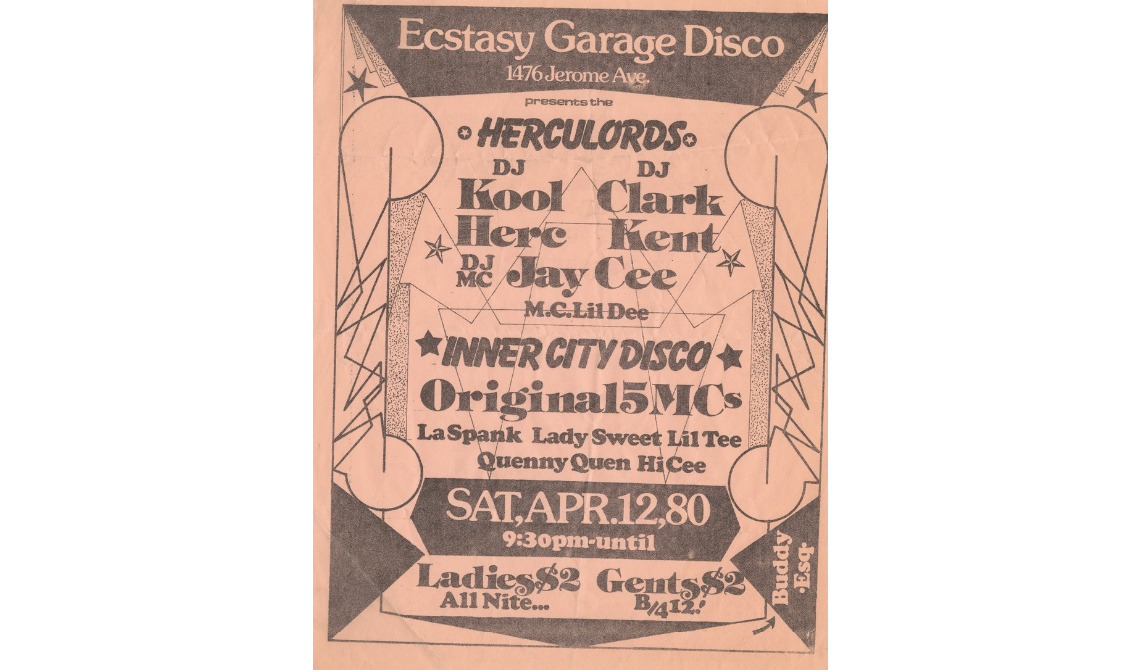 Ecstasy Garage Disco
1476 Jerome Ave.
presents the
HERCULORDS
DJ DJ
Kool Clark
Herc Kent
DJ MC Jay Cee
M.C. Lil Dee
INNER CITY DISCO
Original 5 MCs
La Spank Lady Sweet Lil Tee
Quenny Quen Hi Cee
SAT, APR. 12, 80
9:30pm-until
Ladies $2 Gents $2
All Nite... B/4 12!
Buddy
Esq.